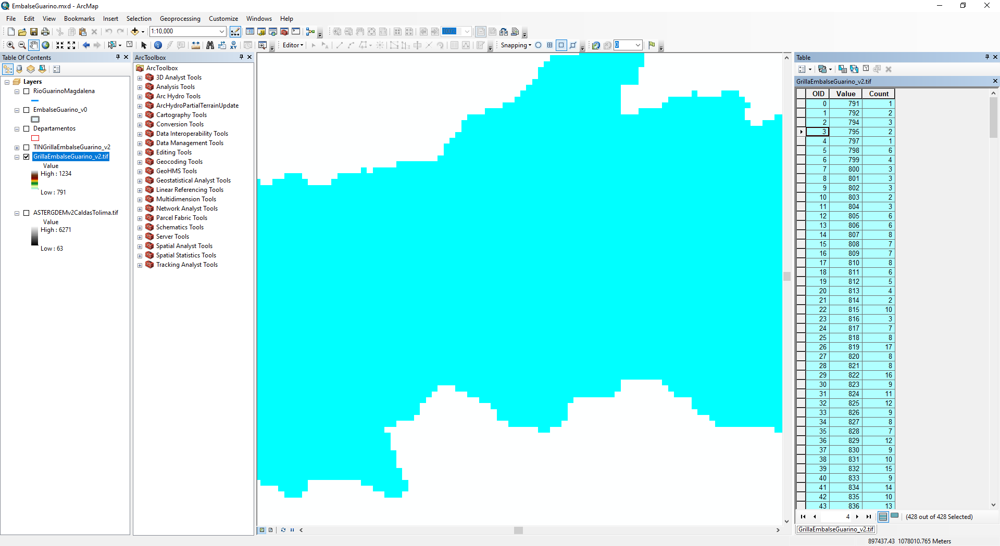 EmbalseGuarino.mxd - ArcMap
File Edit View Bookmarks Insert Selection Geoprocessing Customize Windows Help
1:10,000
100%
Editor
Snapping
0
Table Of Contents
Layers
RioGuarinoMagdalena
EmbalseGuarino_v0
Departamentos
TINGrillaEmbalseGuarino_v2
GrillaEmbalseGuarino_v2.tif
Value
High : 1234
Low : 791
ASTERGDEMv2CaldasTolima.tif
Value
High : 6271
Low : 63
ArcToolbox
ArcToolbox
3D Analyst Tools
Analysis Tools
Arc Hydro Tools
ArcHydroPartialTerrainUpdate
Cartography Tools
Conversion Tools
Data Interoperability Tools
Data Management Tools
Editing Tools
Geocoding Tools
GeoHMS Tools
Geostatistical Analyst Tools
Linear Referencing Tools
Multidimension Tools
Network Analyst Tools
Parcel Fabric Tools
Schematics Tools
Server Tools
Spatial Analyst Tools
Spatial Statistics Tools
Tracking Analyst Tools
Table
GrillaEmbalseGuarino_v2.tif
OID Value Count
0 791 1
1 792 2
2 794 3
3 795 2
4 797 1
5 798 6
6 799 4
7 800 3
8 801 3
9 802 3
10 803 2
11 804 3
12 805 6
13 806 6
14 807 8
15 808 7
16 809 7
17 810 8
18 811 6
19 812 5
20 813 4
21 814 2
22 815 10
23 816 3
24 817 7
25 818 8
26 819 17
27 820 8
28 821 8
29 822 16
30 823 9
31 824 11
32 825 12
33 826 9
34 827 8
35 828 7
36 829 12
37 830 9
38 831 10
39 832 15
40 833 9
41 834 14
42 835 10
43 836 13
4
(428 out of 428 Selected)
GrillaEmbalseGuarino_v2.tif
897437.43 1078010.765 Meters